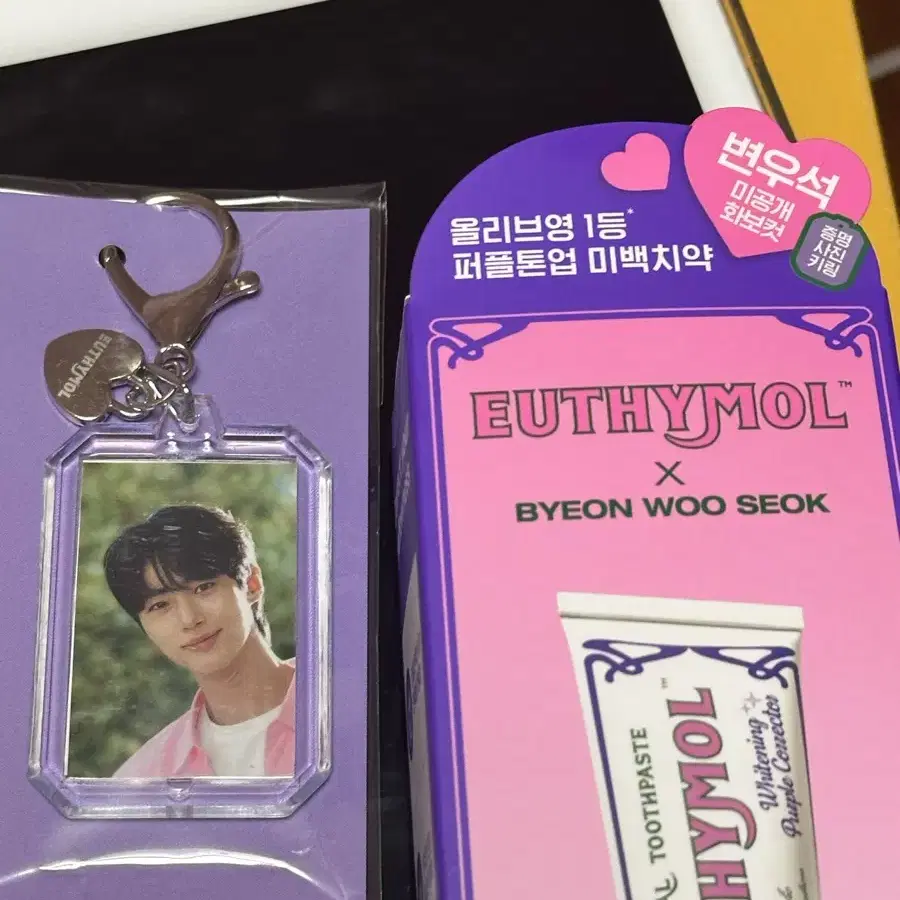 EUTHYMOL
올리브영 1등*
퍼플톤업 미백치약
변우석
미공개
화보컷
증명
사진
키링
EUTHYMOL™
X
BYEON WOO SEOK
TOOTHPASTE
HYMOL™
Whitening
Purple Corrector